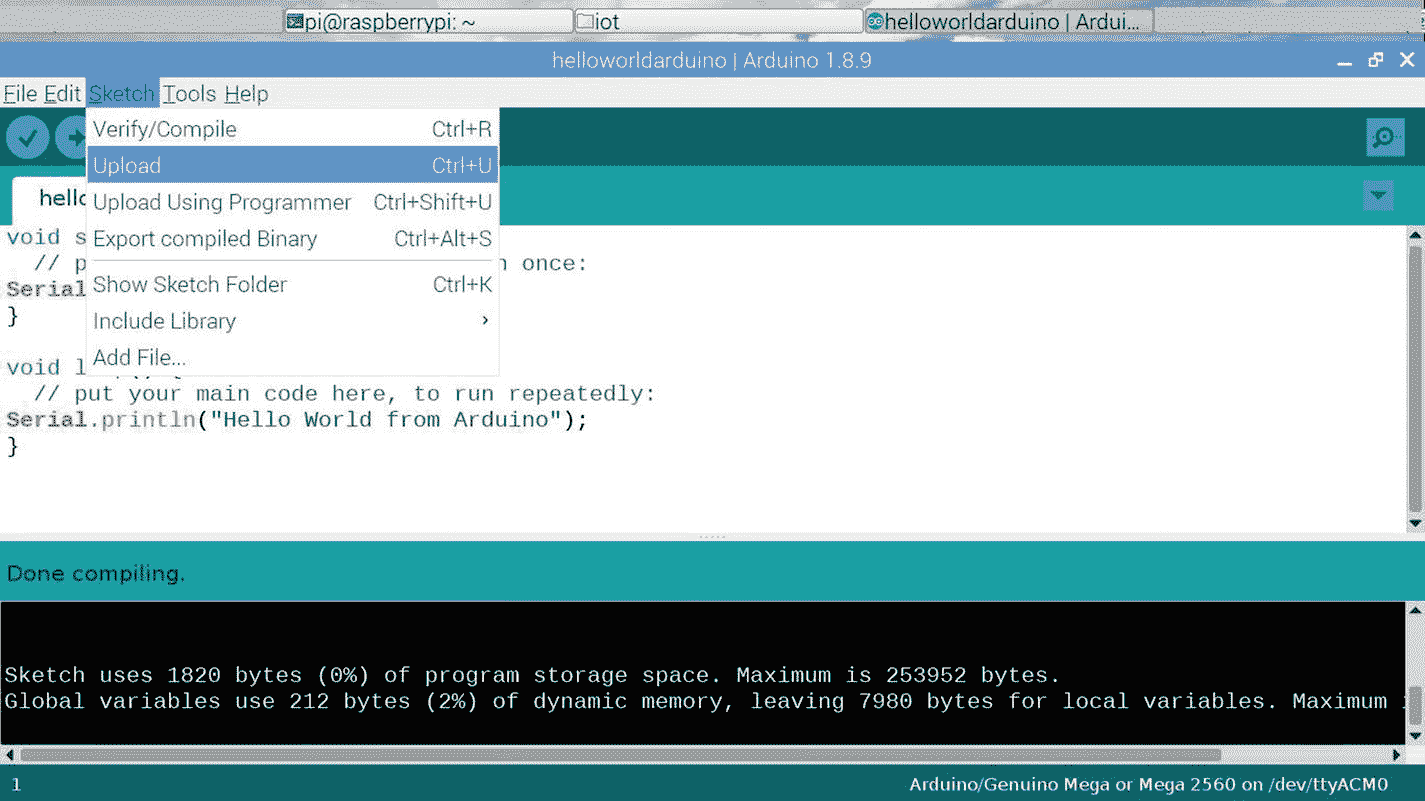 pi@raspberrypi: ~ iot helloworldarduino | Ardui...
helloworldarduino | Arduino 1.8.9
File Edit Sketch Tools Help
Verify/Compile Ctrl+R
Upload Ctrl+U
Upload Using Programmer Ctrl+Shift+U
Export compiled Binary Ctrl+Alt+S
Show Sketch Folder Ctrl+K
Include Library ›
Add File...
hello
void s
// p n once:
Serial
}
void l
// put your main code here, to run repeatedly:
Serial.println("Hello World from Arduino");
}
Done compiling.
Sketch uses 1820 bytes (0%) of program storage space. Maximum is 253952 bytes.
Global variables use 212 bytes (2%) of dynamic memory, leaving 7980 bytes for local variables. Maximum
1 Arduino/Genuino Mega or Mega 2560 on /dev/ttyACM0